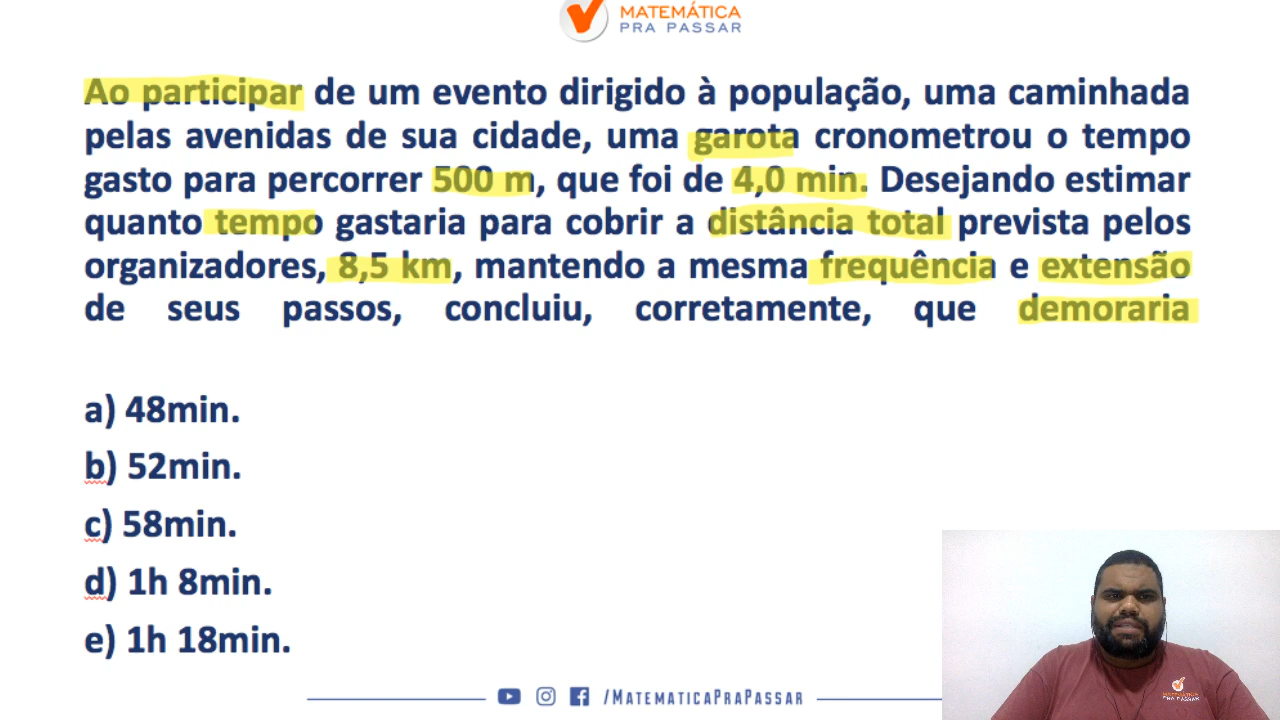 MATEMÁTICA
PRA PASSAR
Ao participar de um evento dirigido à população, uma caminhada
pelas avenidas de sua cidade, uma garota cronometrou o tempo
gasto para percorrer 500 m, que foi de 4,0 min. Desejando estimar
quanto tempo gastaria para cobrir a distância total prevista pelos
organizadores, 8,5 km, mantendo a mesma frequência e extensão
de seus passos, concluiu, corretamente, que demoraria
a) 48min.
b) 52min.
c) 58min.
d) 1h 8min.
e) 1h 18min.
/MATEMATICAPRAPASSAR
MATEMÁTICA
PRA PASSAR